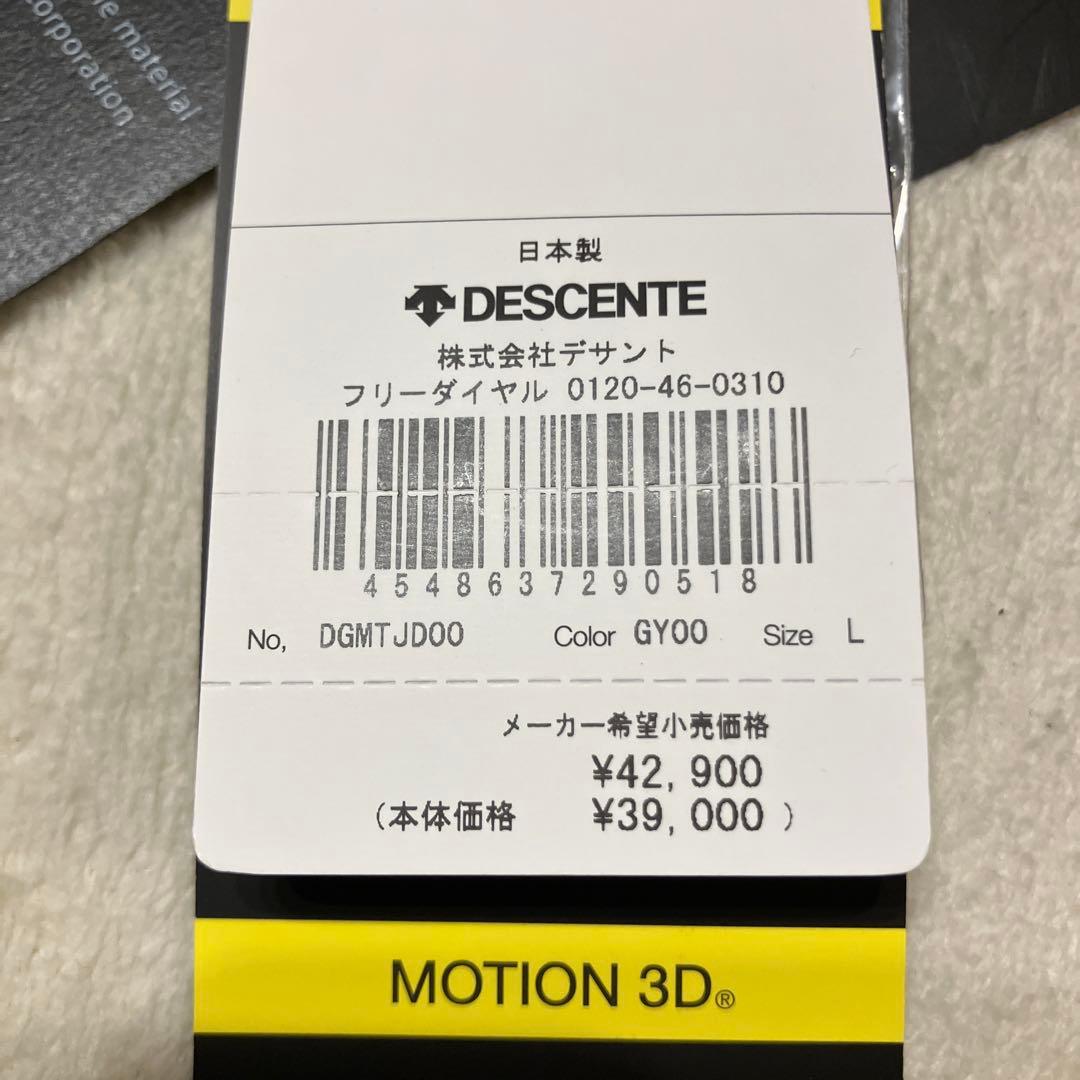 material
orporation
日本製
DESCENTE
株式会社デサント
フリーダイヤル 0120-46-0310
4548637290518
No, DGMTJD00 Color GY00 Size L
メーカー希望小売価格
¥42,900
(本体価格 ¥39,000)
MOTION 3D®